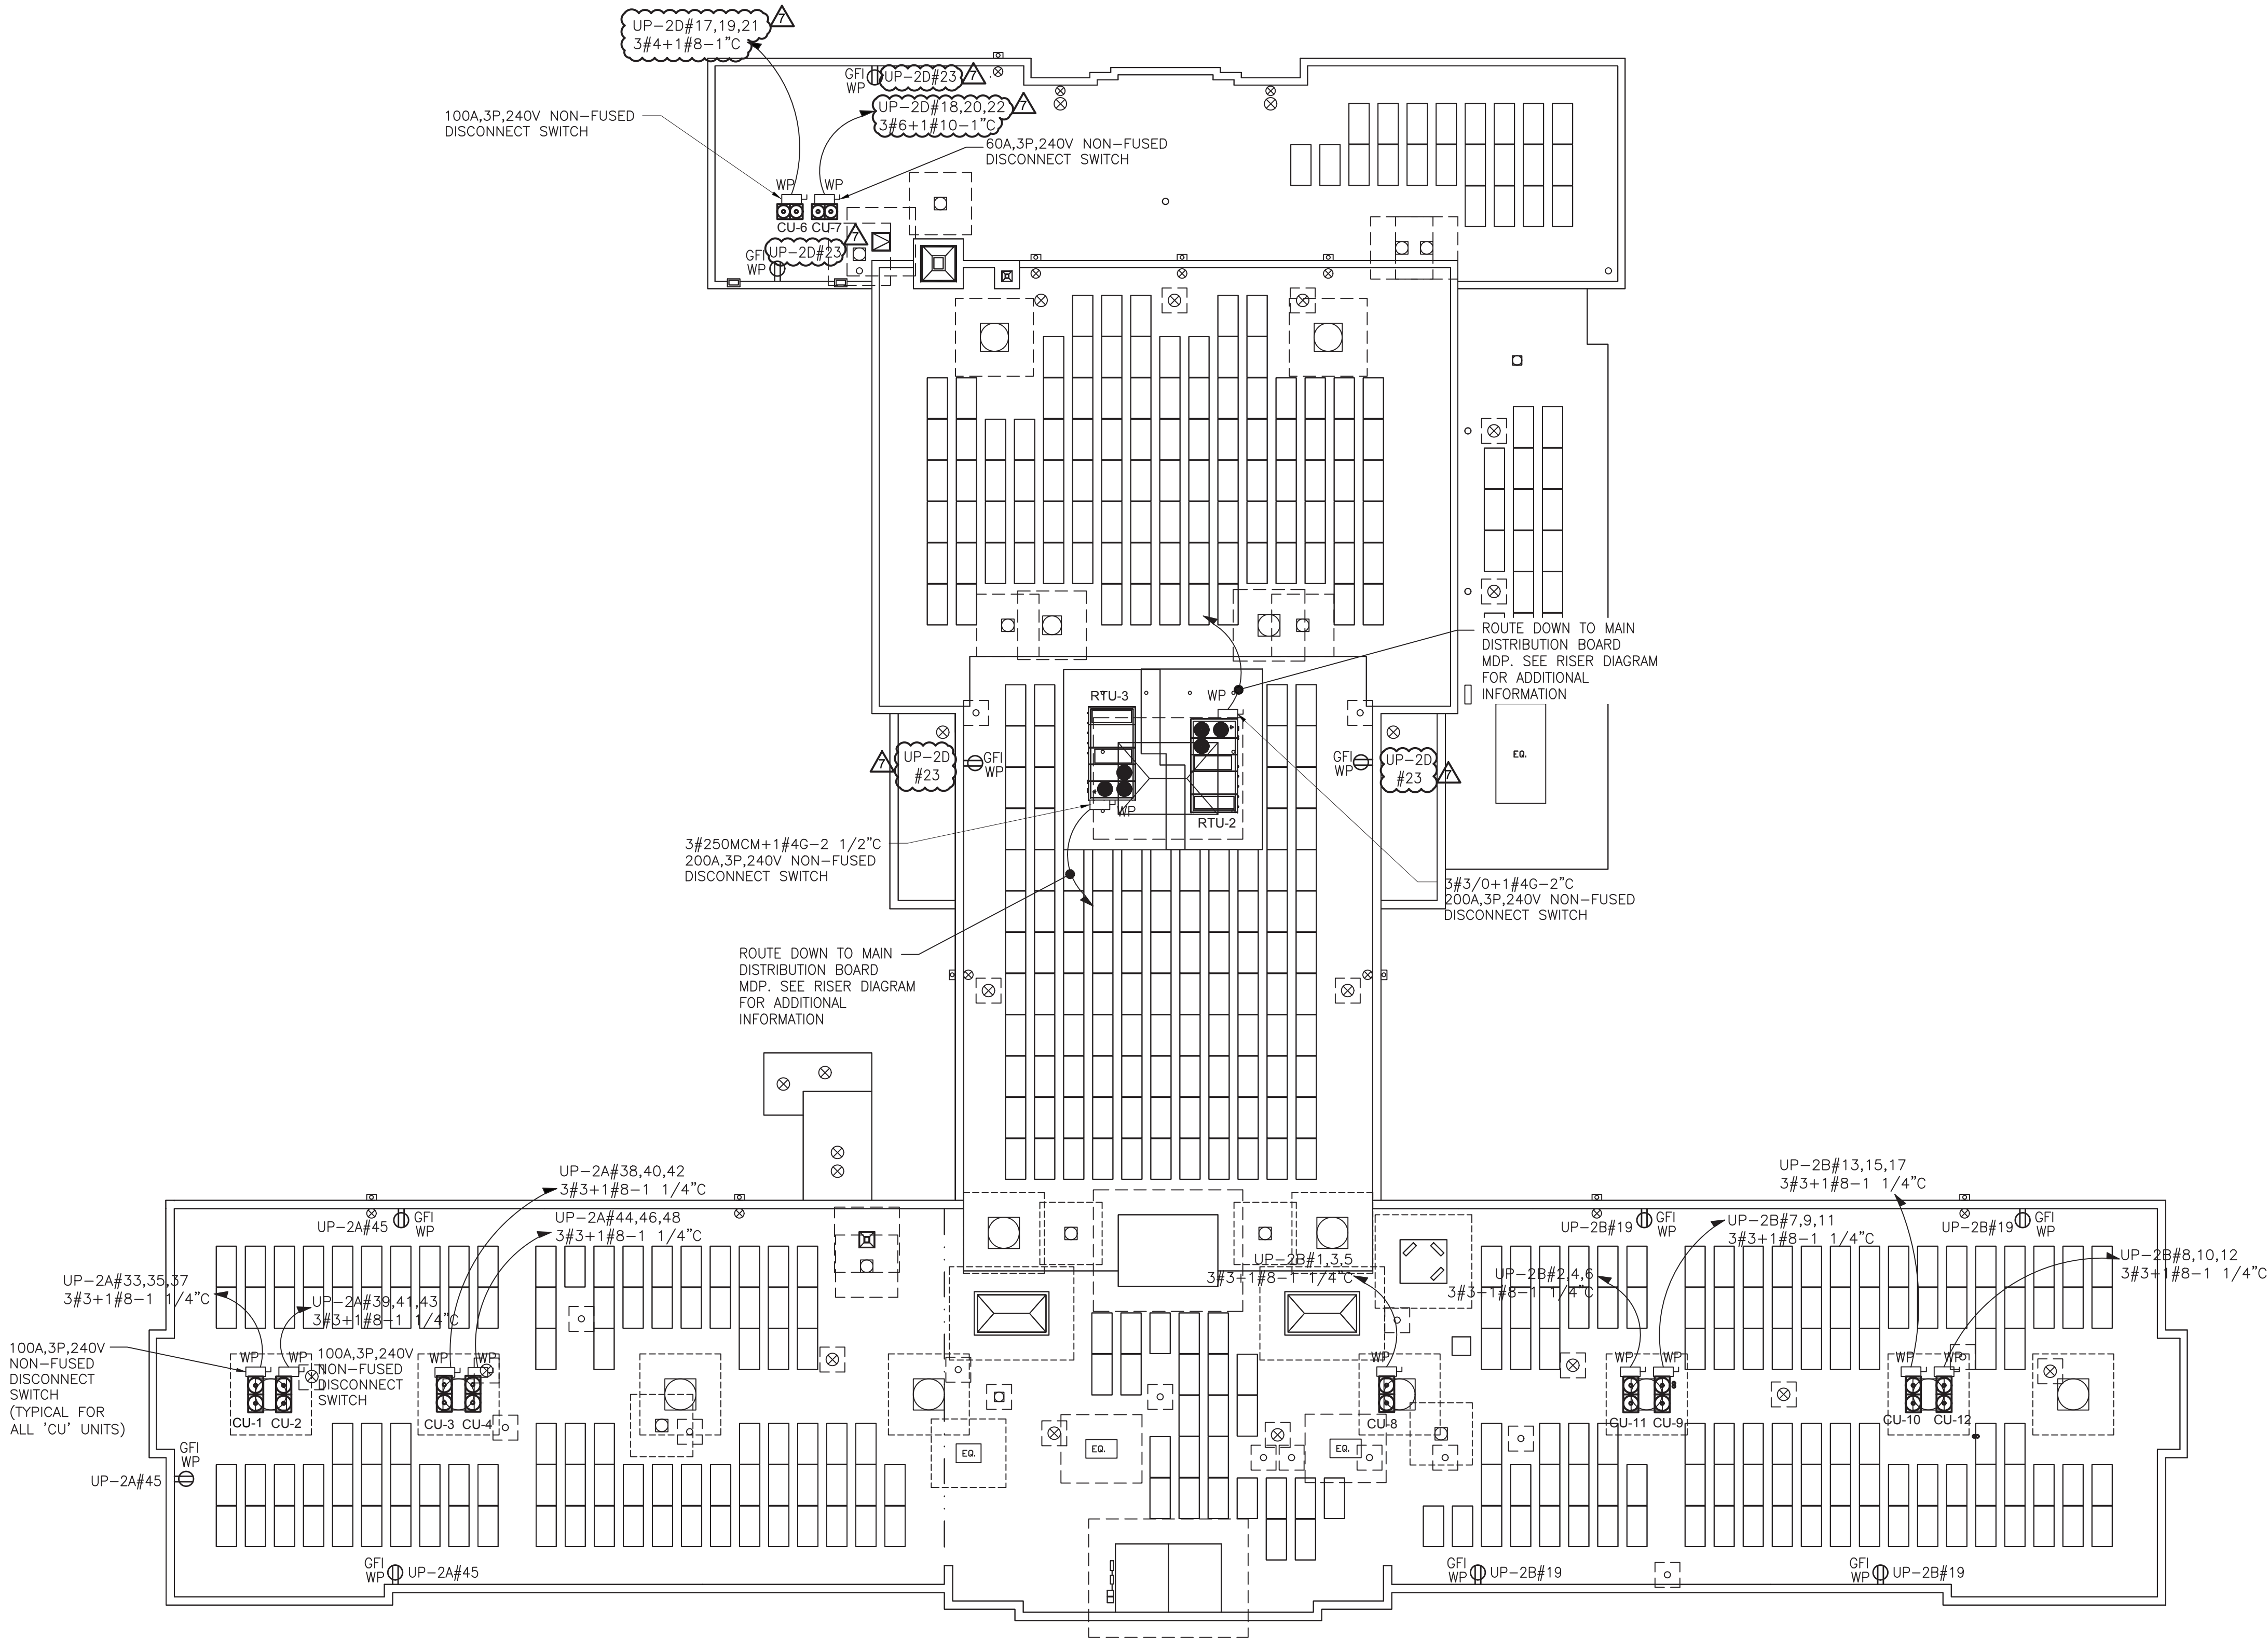 UP-2D#17,19,21
3#4+1#8-1"C
7
GFI
WP
UP-2D#23
7
UP-2D#18,20,22
3#6+1#10-1"C
7
100A,3P,240V NON-FUSED
DISCONNECT SWITCH
60A,3P,240V NON-FUSED
DISCONNECT SWITCH
WP
WP
CU-6
CU-7
GFI
WP
UP-2D#23
7
ROUTE DOWN TO MAIN
DISTRIBUTION BOARD
MDP. SEE RISER DIAGRAM
FOR ADDITIONAL
INFORMATION
RTU-3
WP
7
UP-2D
#23
GFI
WP
GFI
WP
UP-2D
#23
7
EQ.
WP
RTU-2
3#250MCM+1#4G-2 1/2"C
200A,3P,240V NON-FUSED
DISCONNECT SWITCH
3#3/0+1#4G-2"C
200A,3P,240V NON-FUSED
DISCONNECT SWITCH
ROUTE DOWN TO MAIN
DISTRIBUTION BOARD
MDP. SEE RISER DIAGRAM
FOR ADDITIONAL
INFORMATION
UP-2A#38,40,42
3#3+1#8-1 1/4"C
UP-2B#13,15,17
3#3+1#8-1 1/4"C
UP-2A#45
GFI
WP
UP-2A#44,46,48
3#3+1#8-1 1/4"C
UP-2B#19
GFI
WP
UP-2B#7,9,11
3#3+1#8-1 1/4"C
UP-2B#19
GFI
WP
UP-2A#33,35,37
3#3+1#8-1 1/4"C
UP-2A#39,41,43
3#3+1#8-1 1/4"C
UP-2B#1,3,5
3#3+1#8-1 1/4"C
UP-2B#2,4,6
3#3+1#8-1 1/4"C
UP-2B#8,10,12
3#3+1#8-1 1/4"C
100A,3P,240V
NON-FUSED
DISCONNECT
SWITCH
(TYPICAL FOR
ALL 'CU' UNITS)
WP
WP
100A,3P,240V
NON-FUSED
DISCONNECT
SWITCH
WP
WP
WP
WP
WP
WP
WP
CU-1
CU-2
CU-3
CU-4
CU-8
CU-11
CU-9
CU-10
CU-12
EQ.
EQ.
EQ.
GFI
WP
UP-2A#45
GFI
WP
UP-2A#45
GFI
WP
UP-2B#19
GFI
WP
UP-2B#19